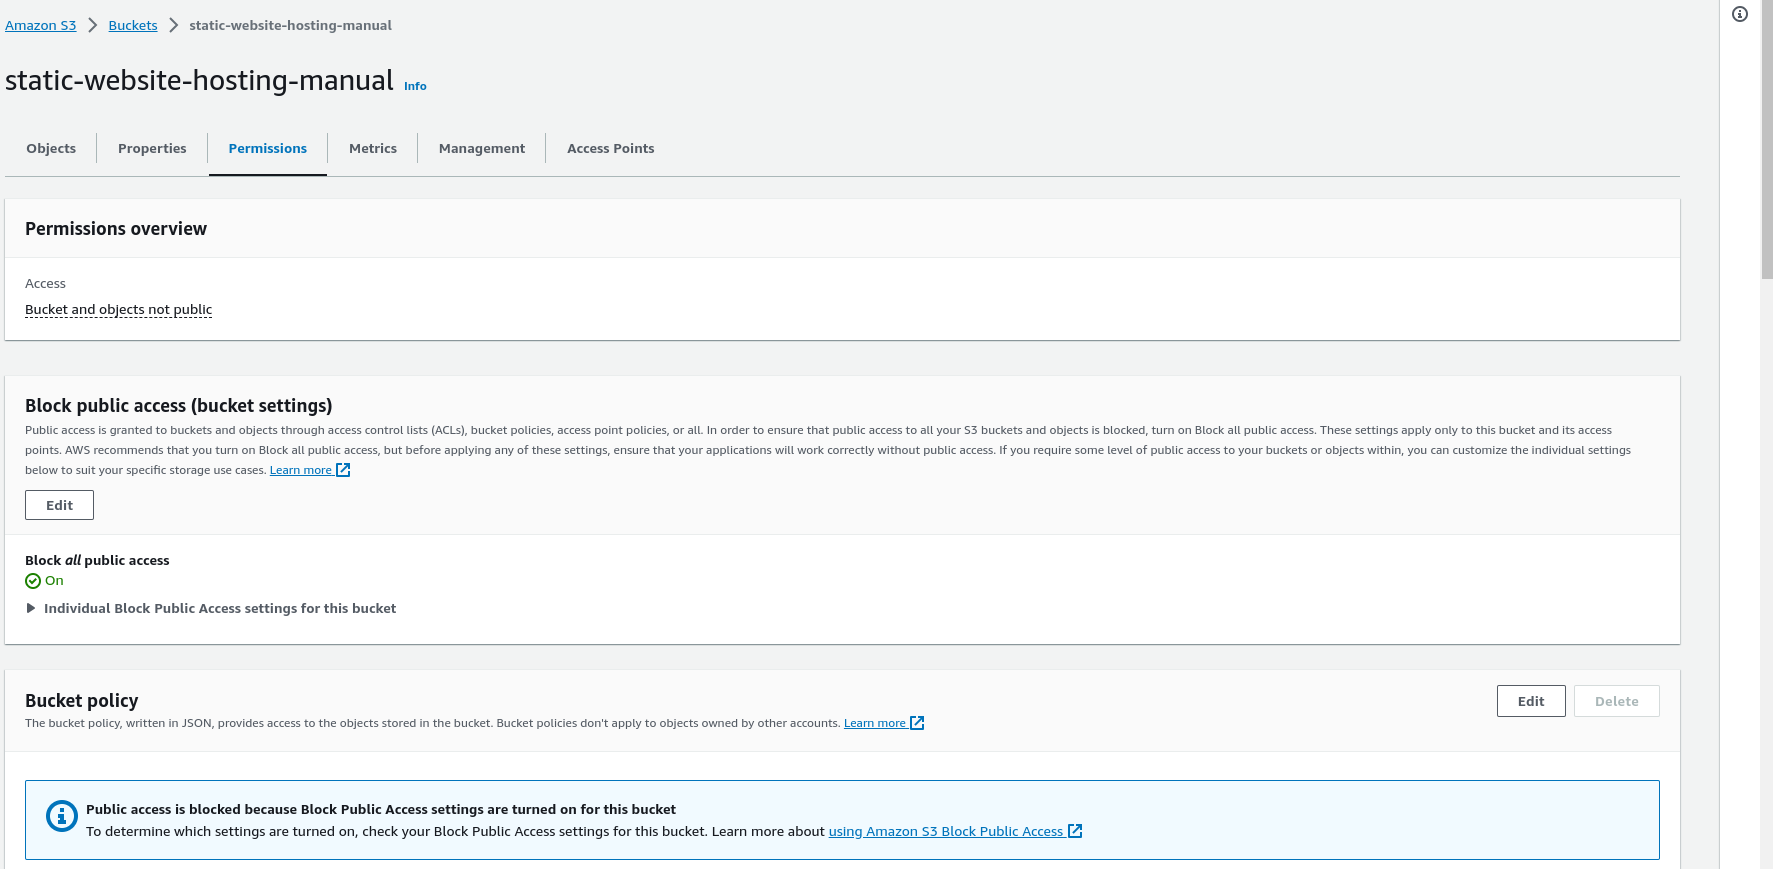 Amazon S3 > Buckets > static-website-hosting-manual
static-website-hosting-manual Info
Objects Properties Permissions Metrics Management Access Points
Permissions overview
Access
Bucket and objects not public
Block public access (bucket settings)
Public access is granted to buckets and objects through access control lists (ACLs), bucket policies, access point policies, or all. In order to ensure that public access to all your S3 buckets and objects is blocked, turn on Block all public access. These settings apply only to this bucket and its access
points. AWS recommends that you turn on Block all public access, but before applying any of these settings, ensure that your applications will work correctly without public access. If you require some level of public access to your buckets or objects within, you can customize the individual settings
below to suit your specific storage use cases. Learn more
Edit
Block all public access
On
Individual Block Public Access settings for this bucket
Bucket policy
Edit Delete
The bucket policy, written in JSON, provides access to the objects stored in the bucket. Bucket policies don't apply to objects owned by other accounts. Learn more
Public access is blocked because Block Public Access settings are turned on for this bucket
To determine which settings are turned on, check your Block Public Access settings for this bucket. Learn more about using Amazon S3 Block Public Access